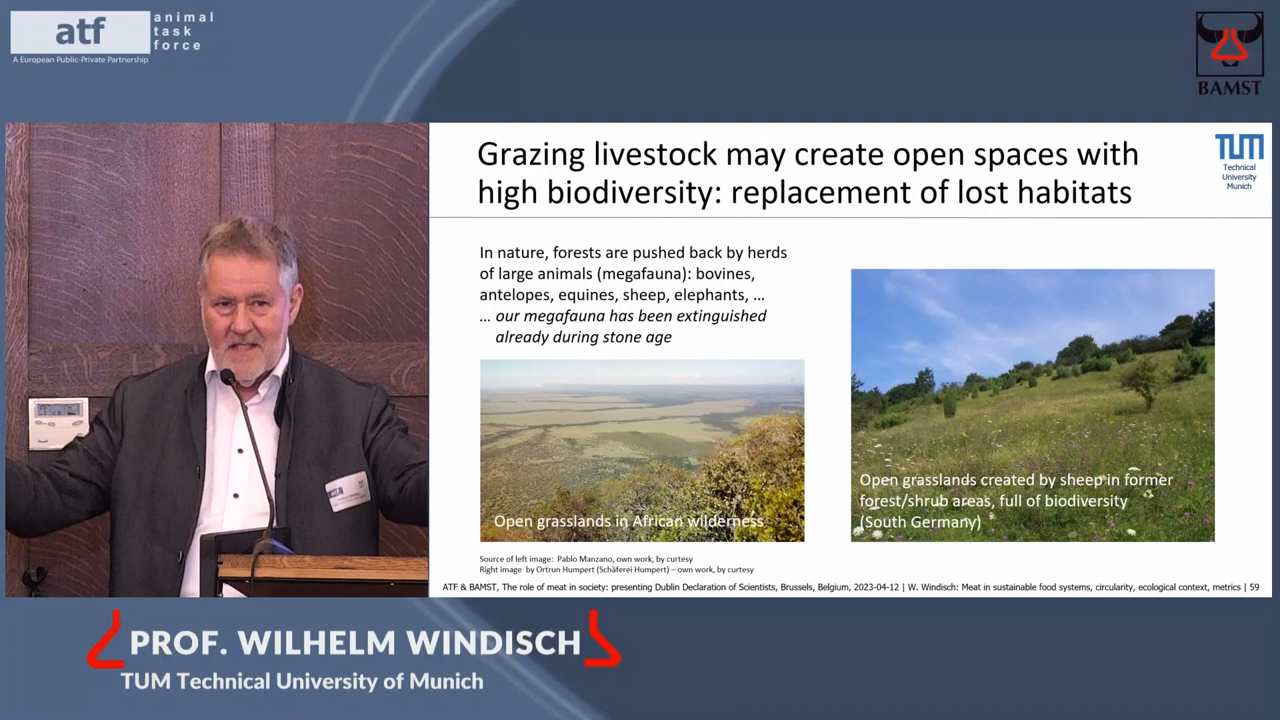 atf
animal
task
force
A European Public-Private Partnership
BAMST
Grazing livestock may create open spaces with
high biodiversity: replacement of lost habitats
TUM
Technical
University
Munich
In nature, forests are pushed back by herds
of large animals (megafauna): bovines,
antelopes, equines, sheep, elephants, ...
... our megafauna has been extinguished
already during stone age
Open grasslands in African wilderness
Open grasslands created by sheep in former
forest/shrub areas, full of biodiversity
(South Germany)
Source of left image: Pablo Manzano, own work, by curtesy
Right image by Ortrun Humpert (Schäferei Humpert) – own work, by curtesy
ATF & BAMST, The role of meat in society: presenting Dublin Declaration of Scientists, Brussels, Belgium, 2023-04-12 | W. Windisch: Meat in sustainable food systems, circularity, ecological context, metrics | 59
PROF. WILHELM WINDISCH
TUM Technical University of Munich